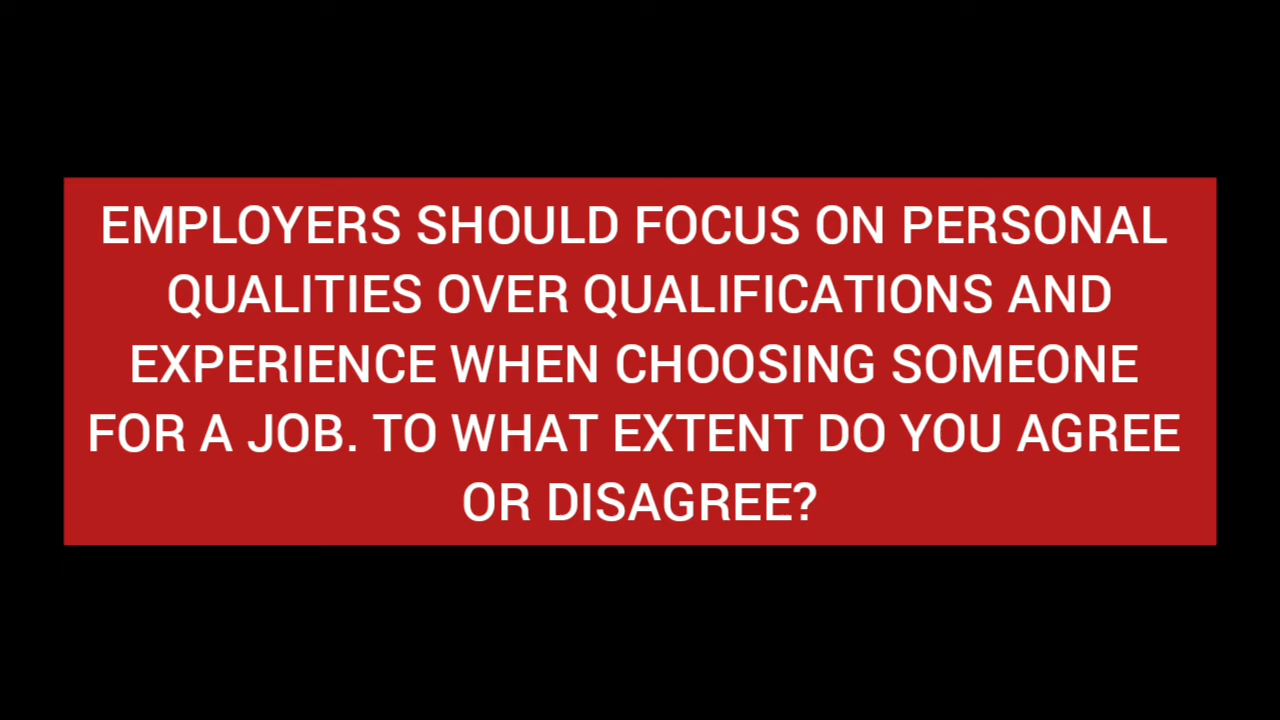 EMPLOYERS SHOULD FOCUS ON PERSONAL
QUALITIES OVER QUALIFICATIONS AND
EXPERIENCE WHEN CHOOSING SOMEONE
FOR A JOB. TO WHAT EXTENT DO YOU AGREE
OR DISAGREE?